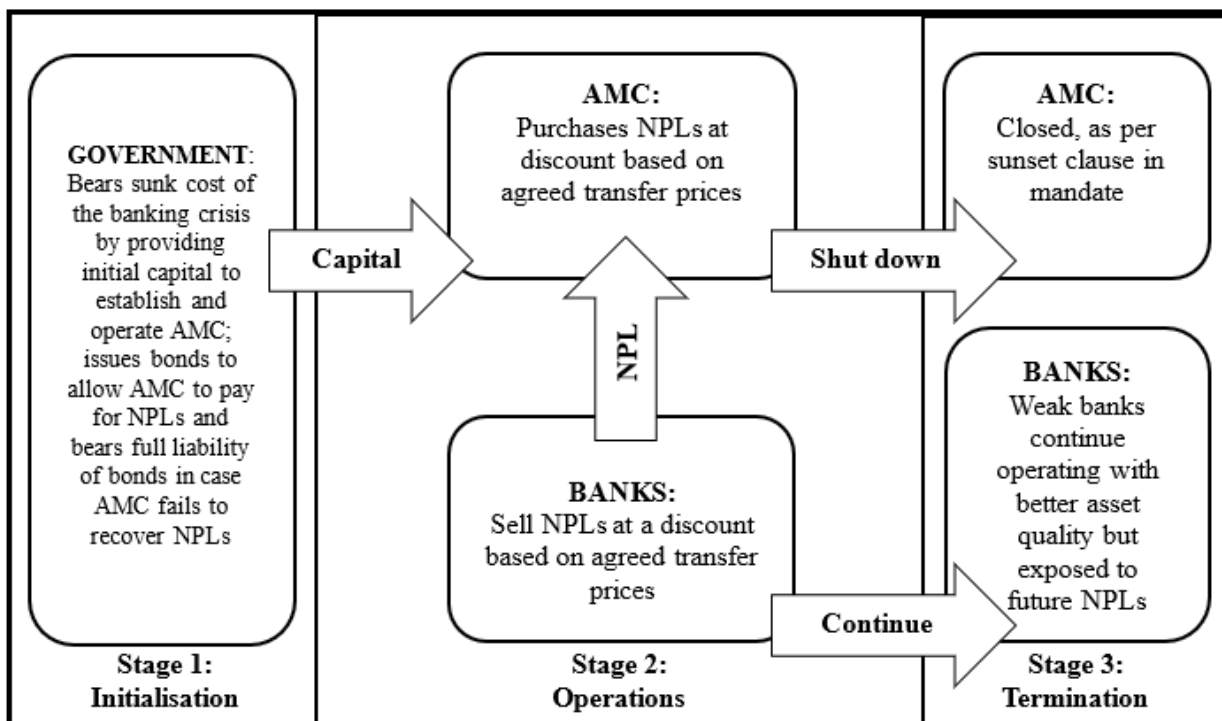 GOVERNMENT:
Bears sunk cost of
the banking crisis
by providing
initial capital to
establish and
operate AMC;
issues bonds to
allow AMC to pay
for NPLs and
bears full liability
of bonds in case
AMC fails to
recover NPLs
Stage 1:
Initialisation
Capital
AMC:
Purchases NPLs at
discount based on
agreed transfer prices
NPL
BANKS:
Sell NPLs at a discount
based on agreed transfer
prices
Stage 2:
Operations
Shut down
Continue
AMC:
Closed, as per
sunset clause in
mandate
BANKS:
Weak banks
continue
operating with
better asset
quality but
exposed to
future NPLs
Stage 3:
Termination